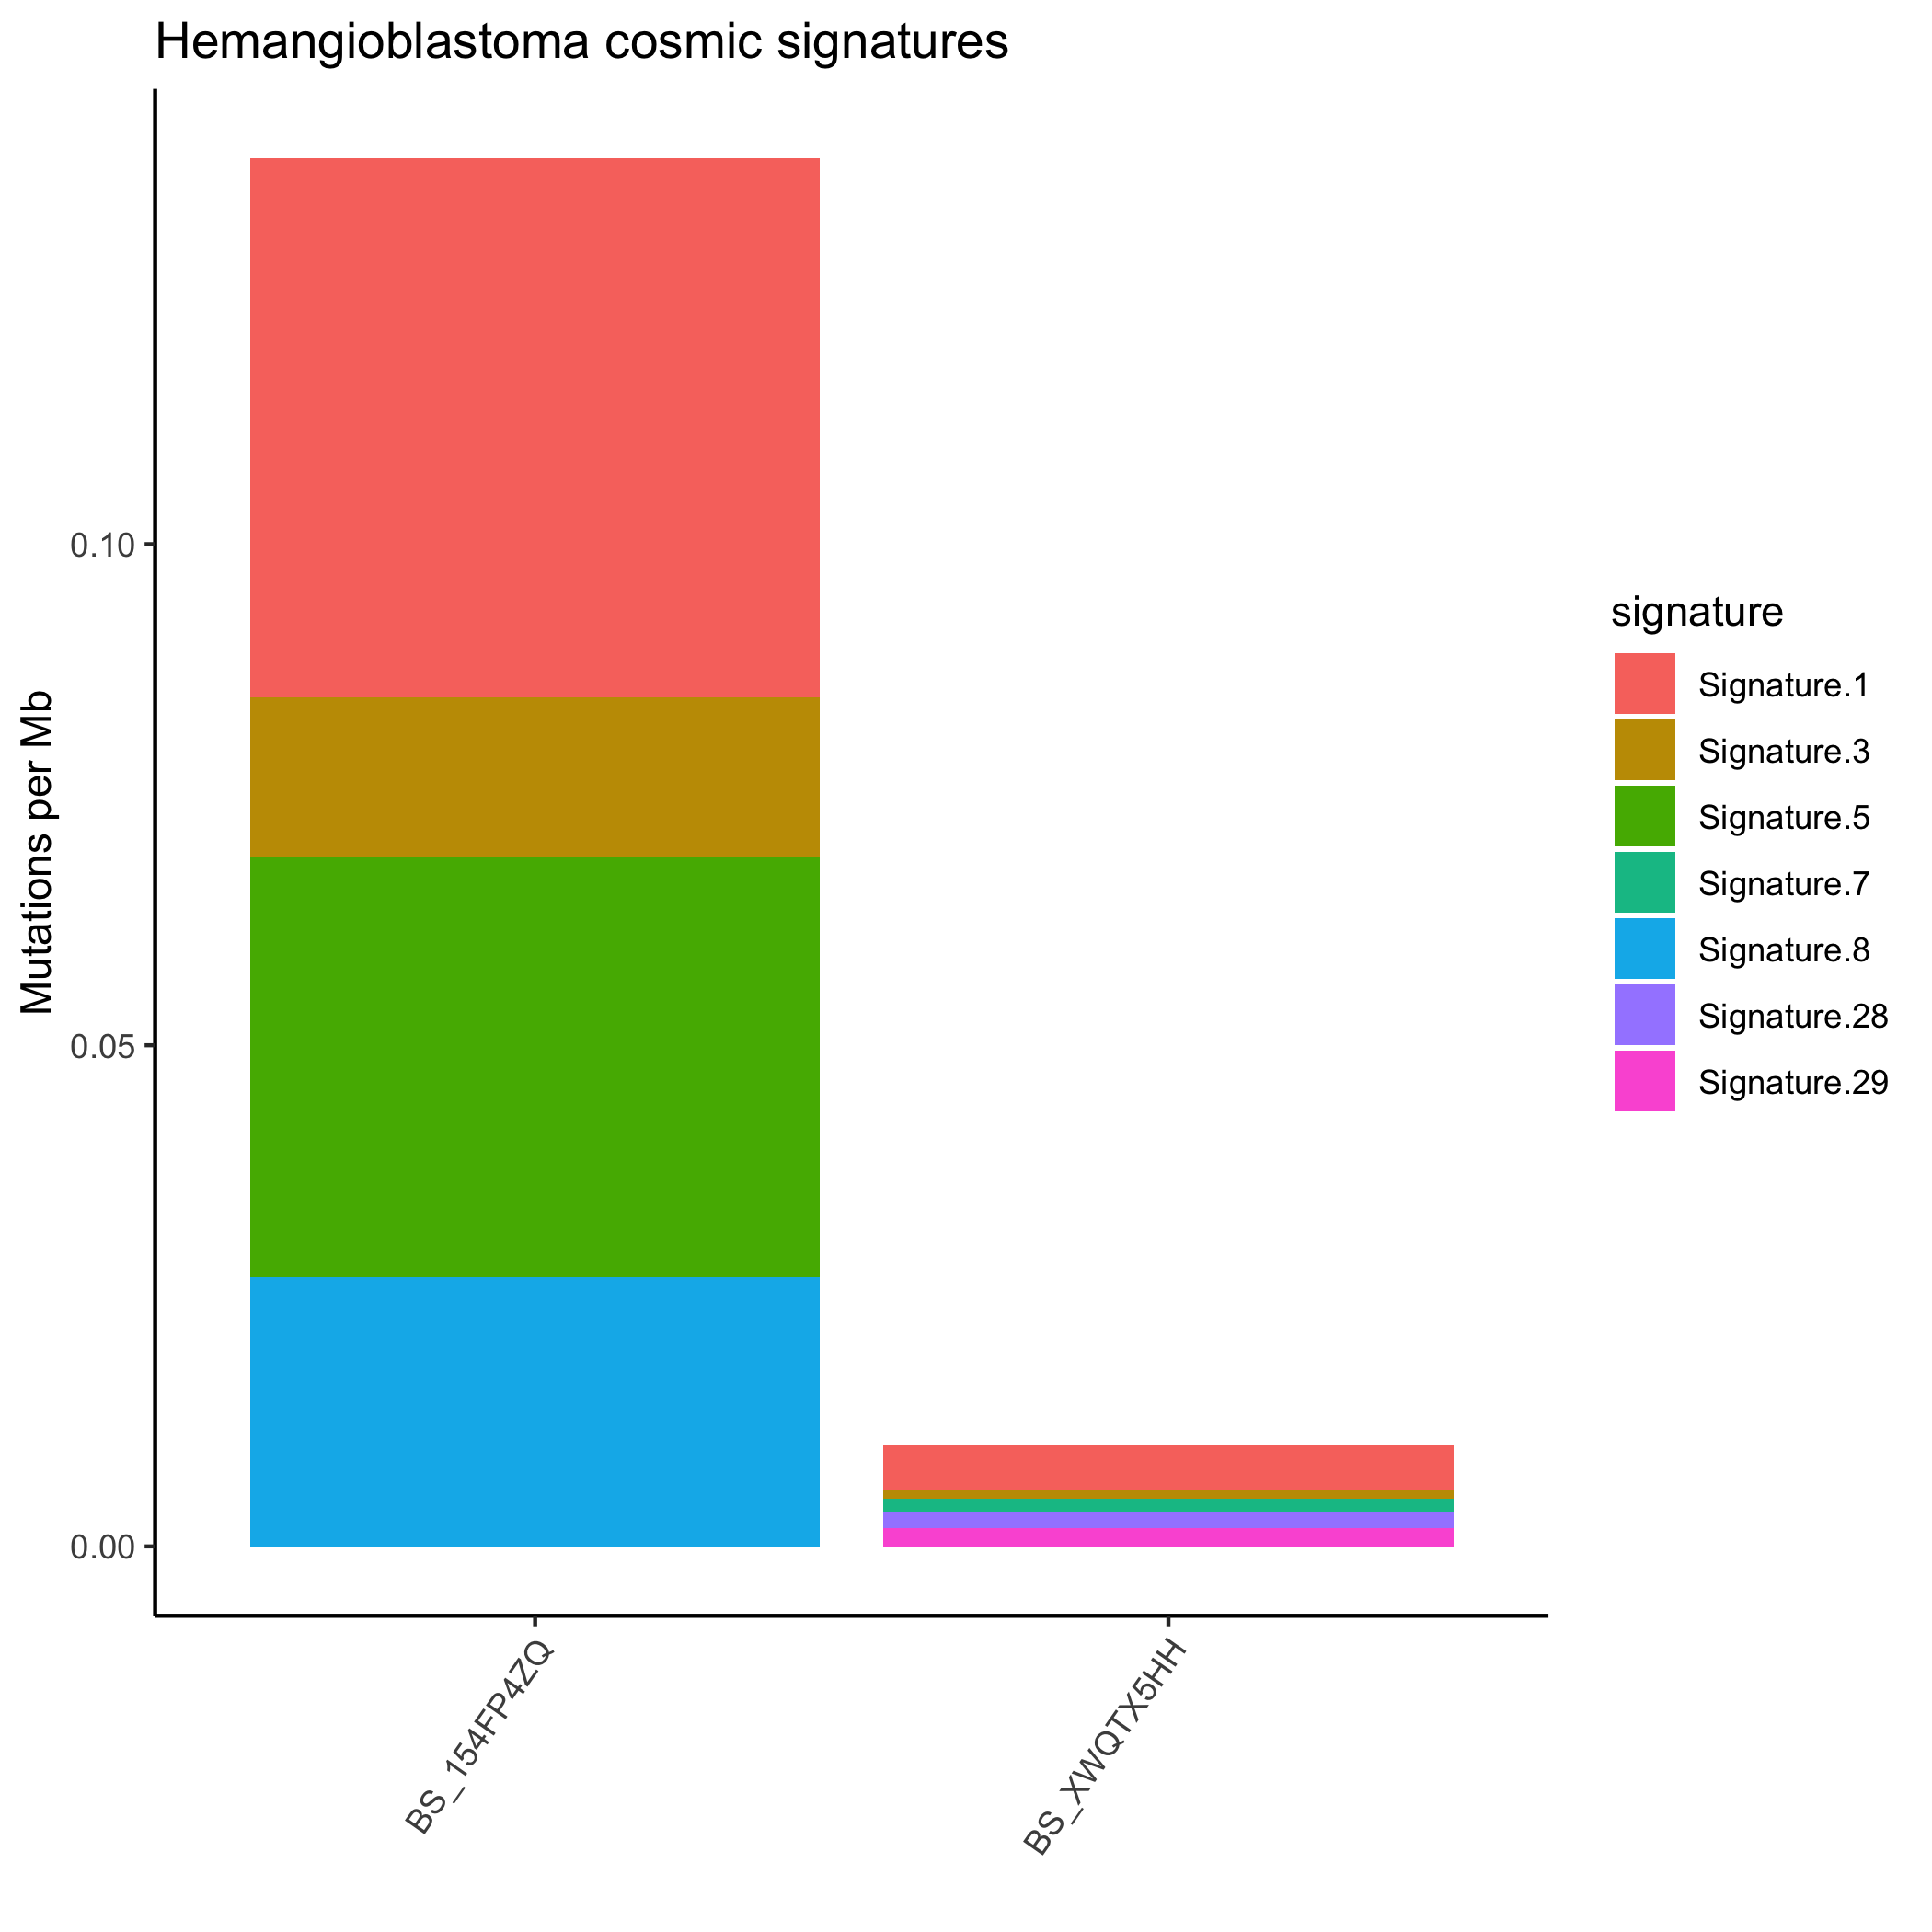 Hemangioblastoma cosmic signatures
Mutations per Mb
0.10
0.05
0.00
BS_154FP4ZQ
BS_XWQTX5HH
signature
Signature.1
Signature.3
Signature.5
Signature.7
Signature.8
Signature.28
Signature.29